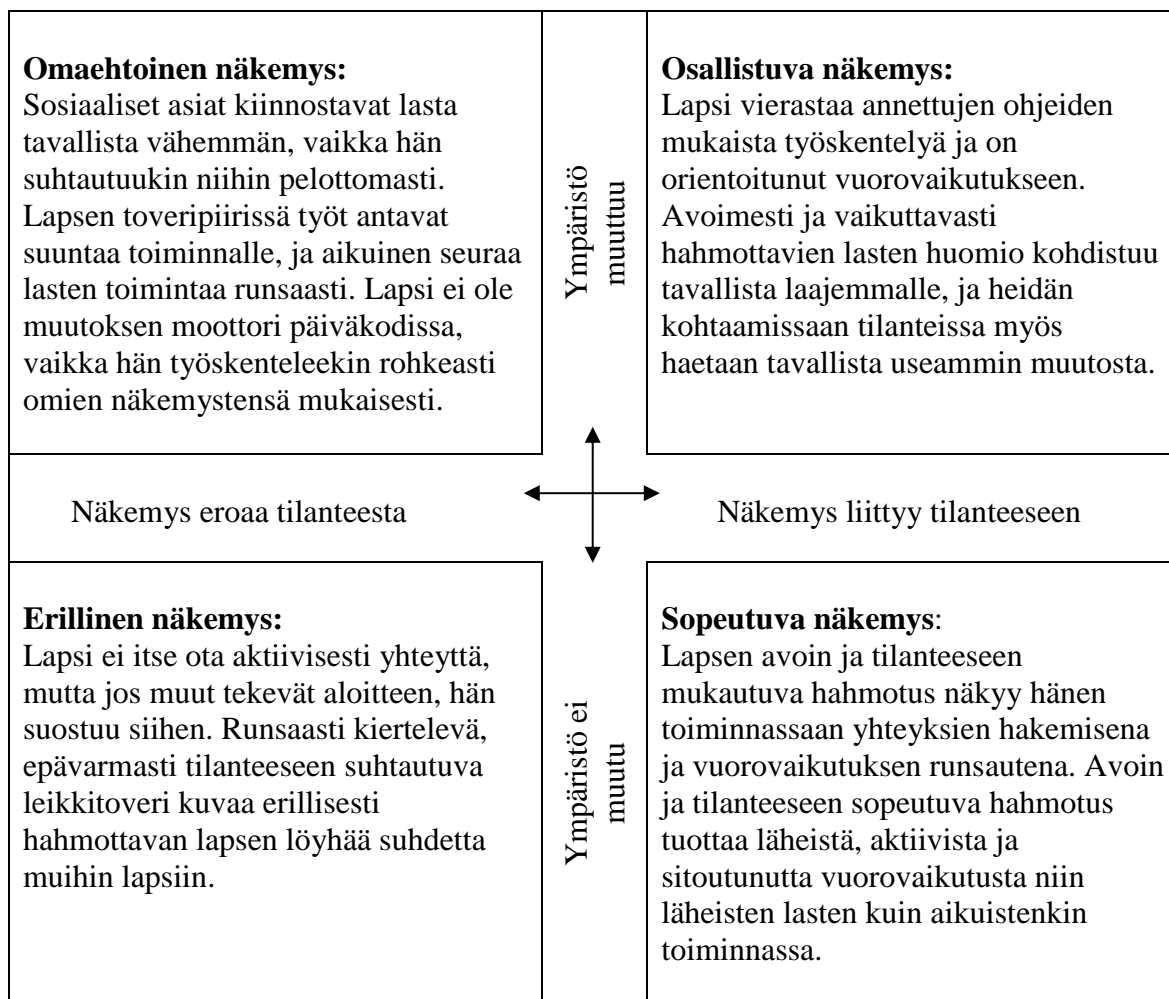 Omaehtoinen näkemys:
Sosiaaliset asiat kiinnostavat lasta
tavallista vähemmän, vaikka hän
suhtautuukin niihin pelottomasti.
Lapsen toveripiirissä työt antavat
suuntaa toiminnalle, ja aikuinen seuraa
lasten toimintaa runsaasti. Lapsi ei ole
muutoksen moottori päiväkodissa,
vaikka hän työskenteleekin rohkeasti
omien näkemystensä mukaisesti.
Ympäristö
muuttuu
Osallistuva näkemys:
Lapsi vierastaa annettujen ohjeiden
mukaista työskentelyä ja on
orientoitunut vuorovaikutukseen.
Avoimesti ja vaikuttavasti
hahmottavien lasten huomio kohdistuu
tavallista laajemmalle, ja heidän
kohtaamissaan tilanteissa myös
haetaan tavallista useammin muutosta.
Näkemys eroaa tilanteesta
Näkemys liittyy tilanteeseen
Erillinen näkemys:
Lapsi ei itse ota aktiivisesti yhteyttä,
mutta jos muut tekevät aloitteen, hän
suostuu siihen. Runsaasti kiertelevä,
epävarmasti tilanteeseen suhtautuva
leikkitoveri kuvaa erillisesti
hahmottavan lapsen löyhää suhdetta
muihin lapsiin.
Ympäristö ei
muutu
Sopeutuva näkemys:
Lapsen avoin ja tilanteeseen
mukautuva hahmotus näkyy hänen
toiminnassaan yhteyksien hakemisena
ja vuorovaikutuksen runsautena. Avoin
ja tilanteeseen sopeutuva hahmotus
tuottaa läheistä, aktiivista ja
sitoutunutta vuorovaikutusta niin
läheisten lasten kuin aikuistenkin
toiminnassa.